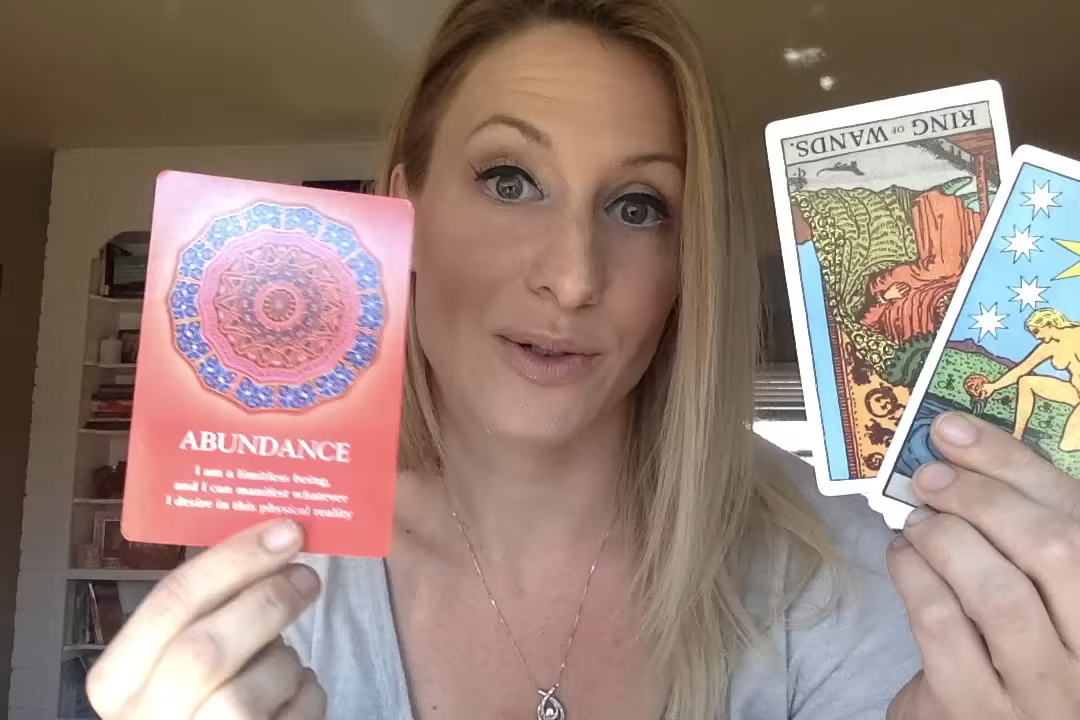 ABUNDANCE
I am a limitless being,
and I can manifest whatever
I desire in this physical reality
KING OF WANDS.